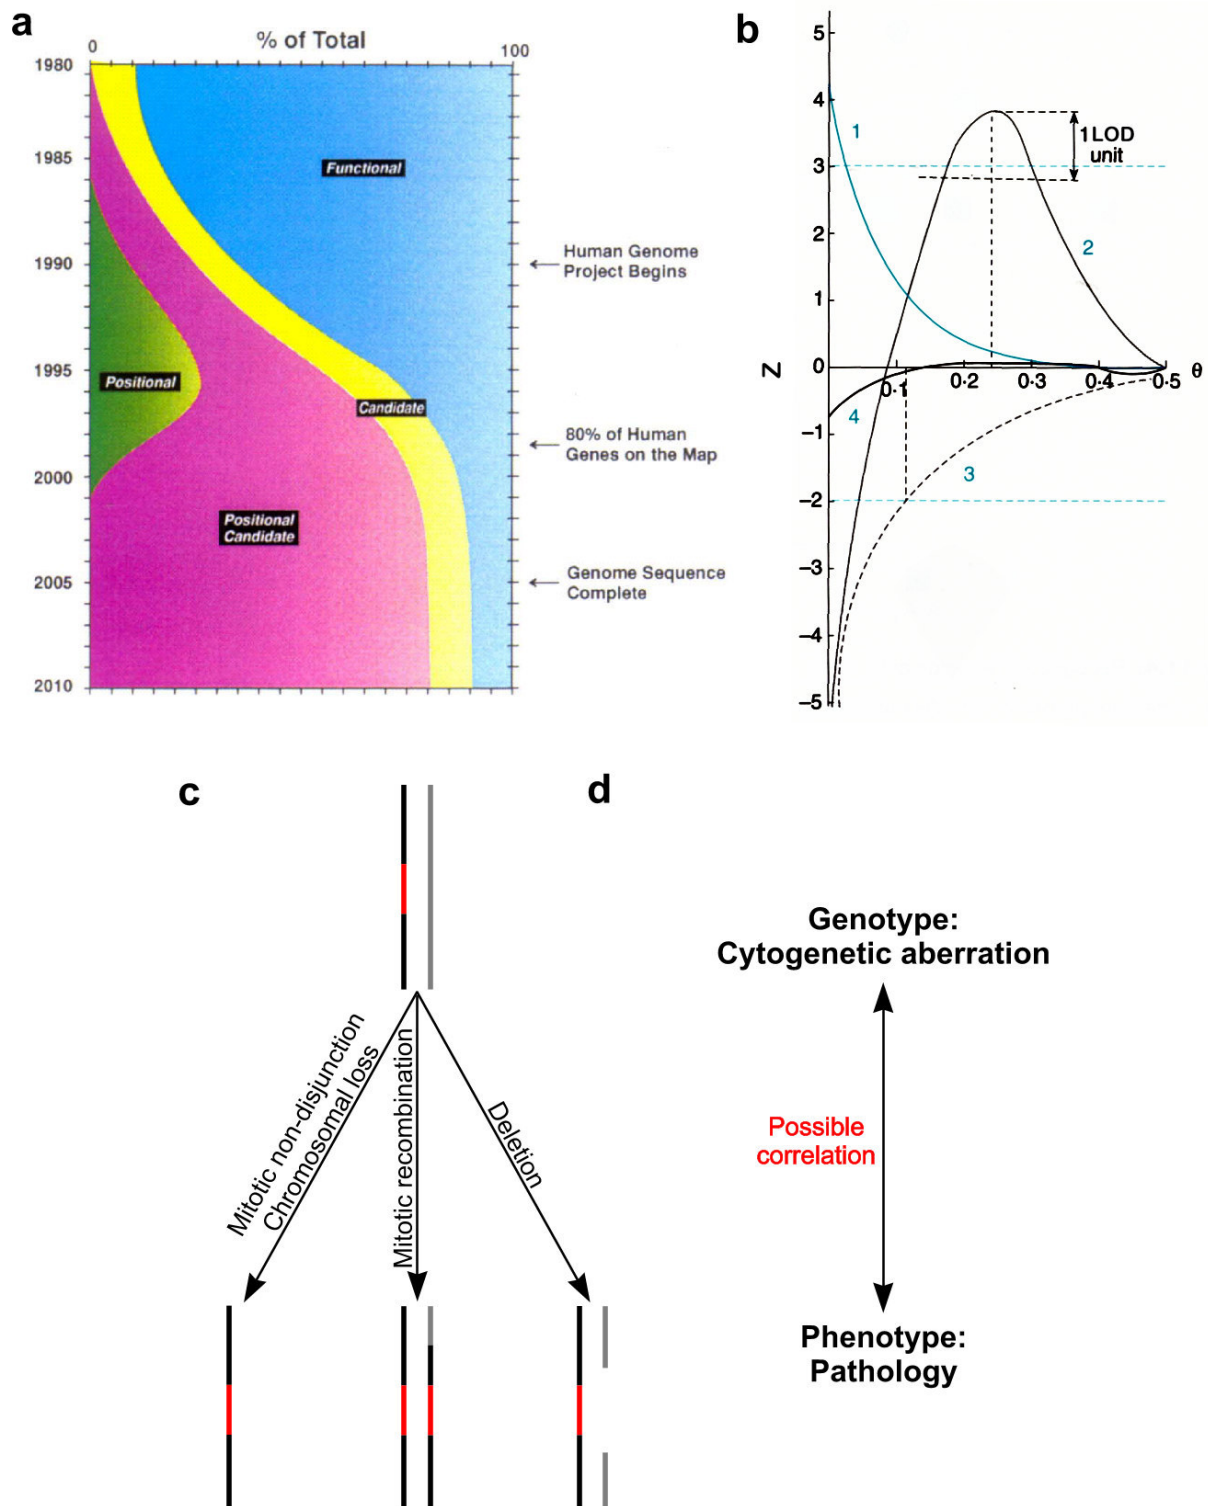 a
% of Total
0
100
1980
1985
1990
1995
2000
2005
2010
Functional
Positional
Candidate
Positional
Candidate
Human Genome
Project Begins
80% of Human
Genes on the Map
Genome Sequence
Complete
b
5
4
3
2
1
0
–1
–2
–3
–4
–5
Z
0·1
0·2
0·3
0·4
0·5
θ
1
2
3
4
1 LOD
unit
c
Mitotic non-disjunction
Chromosomal loss
Mitotic recombination
Deletion
d
Genotype:
Cytogenetic aberration
Possible
correlation
Phenotype:
Pathology